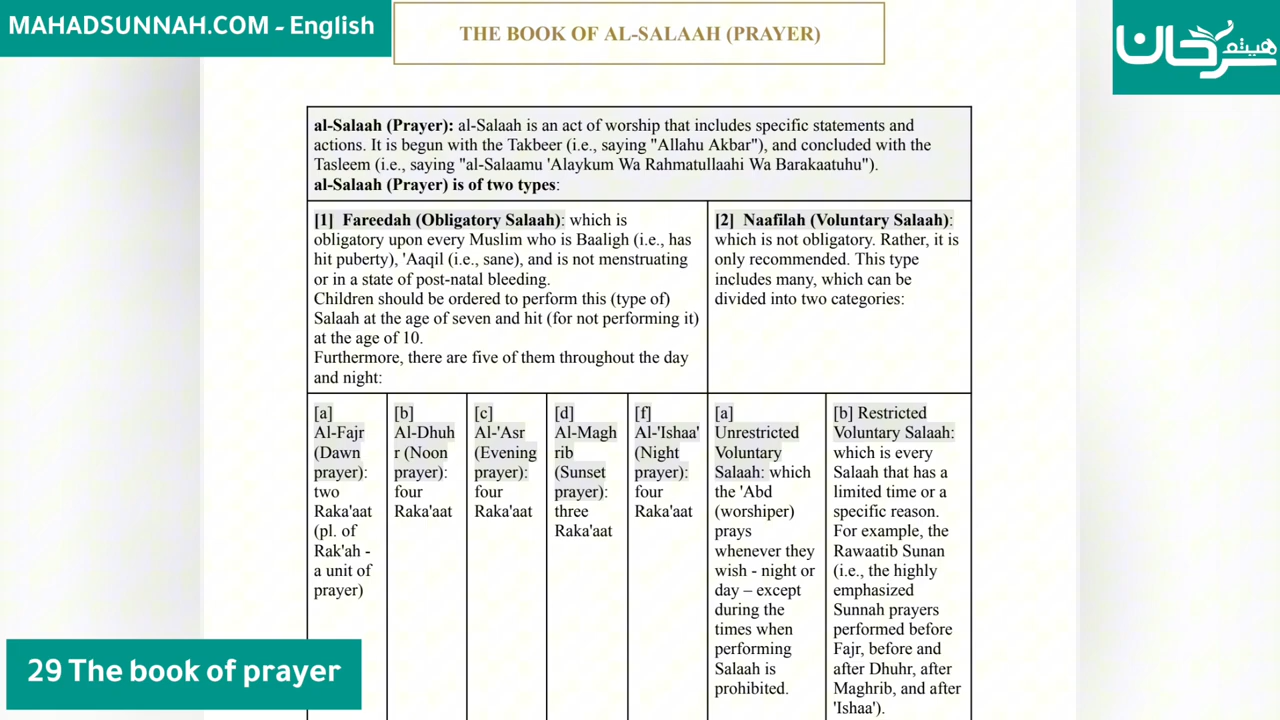 MAHADSUNNAH.COM - English
THE BOOK OF AL-SALAAH (PRAYER)
هيثم
سرحان
al-Salaah (Prayer): al-Salaah is an act of worship that includes specific statements and
actions. It is begun with the Takbeer (i.e., saying "Allahu Akbar"), and concluded with the
Tasleem (i.e., saying "al-Salaamu 'Alaykum Wa Rahmatullaahi Wa Barakaatuhu").
al-Salaah (Prayer) is of two types:
[1] Fareedah (Obligatory Salaah): which is
obligatory upon every Muslim who is Baaligh (i.e., has
hit puberty), 'Aaqil (i.e., sane), and is not menstruating
or in a state of post-natal bleeding.
Children should be ordered to perform this (type of)
Salaah at the age of seven and hit (for not performing it)
at the age of 10.
Furthermore, there are five of them throughout the day
and night:
[2] Naafilah (Voluntary Salaah):
which is not obligatory. Rather, it is
only recommended. This type
includes many, which can be
divided into two categories:
[a]
Al-Fajr
(Dawn
prayer):
two
Raka'aat
(pl. of
Rak'ah -
a unit of
prayer)
[b]
Al-Dhuh
r (Noon
prayer):
four
Raka'aat
[c]
Al-'Asr
(Evening
prayer):
four
Raka'aat
[d]
Al-Magh
rib
(Sunset
prayer):
three
Raka'aat
[f]
Al-'Ishaa'
(Night
prayer):
four
Raka'aat
[a]
Unrestricted
Voluntary
Salaah: which
the 'Abd
(worshiper)
prays
whenever they
wish - night or
day – except
during the
times when
performing
Salaah is
prohibited.
[b] Restricted
Voluntary Salaah:
which is every
Salaah that has a
limited time or a
specific reason.
For example, the
Rawaatib Sunan
(i.e., the highly
emphasized
Sunnah prayers
performed before
Fajr, before and
after Dhuhr, after
Maghrib, and after
'Ishaa').
29 The book of prayer